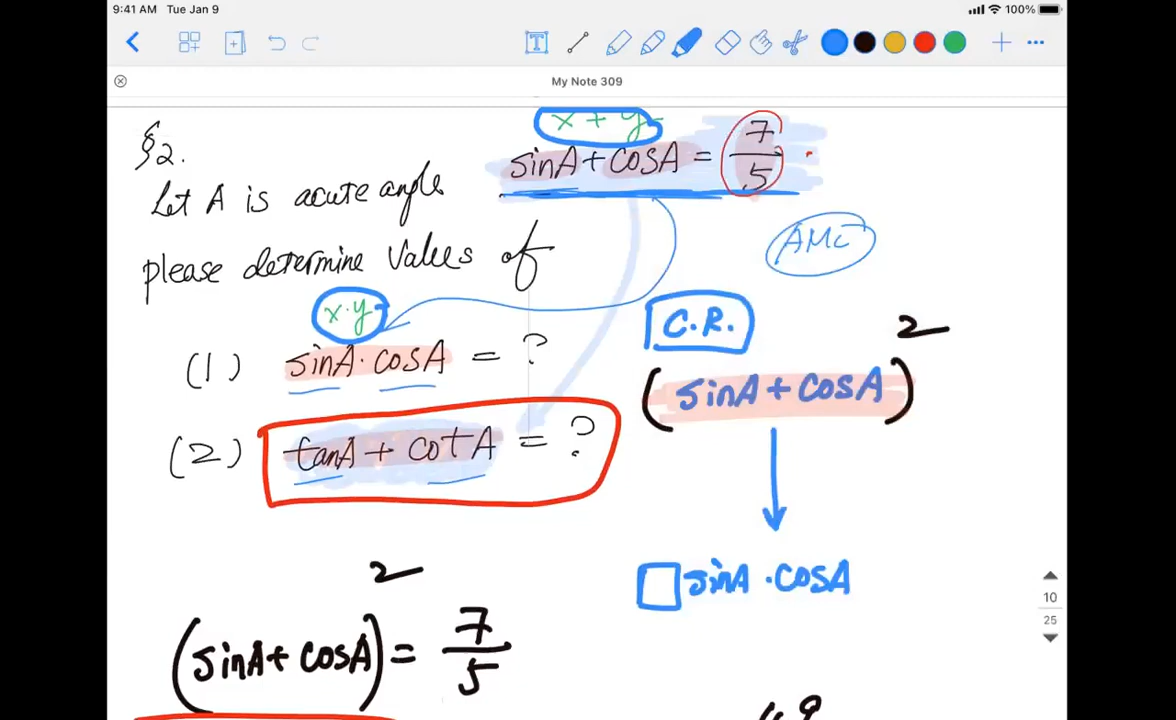 9:41 AM Tue Jan 9
100%
My Note 309
x + y
§2.
sinA + cosA = 7/5
Let A is acute angle
AMC
please determine Values of
x·y
C.R.
(1) sinA·cosA = ?
(sinA + cosA)²
(2) tanA + cotA = ?
□ sinA·cosA
(sinA + cosA)² = 7/5
10
25
49